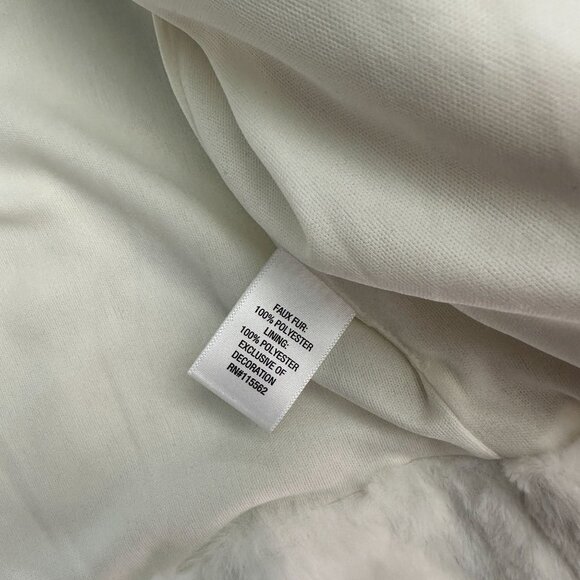 FAUX FUR:
100% POLYESTER
LINING:
100% POLYESTER
EXCLUSIVE OF
DECORATION
RN#115562